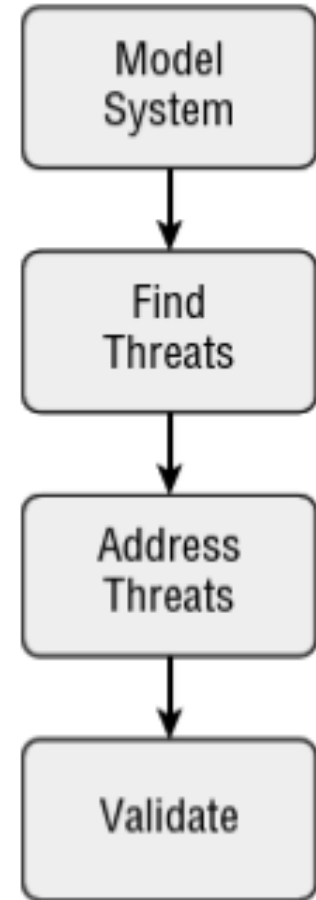 Model
System
Find
Threats
Address
Threats
Validate